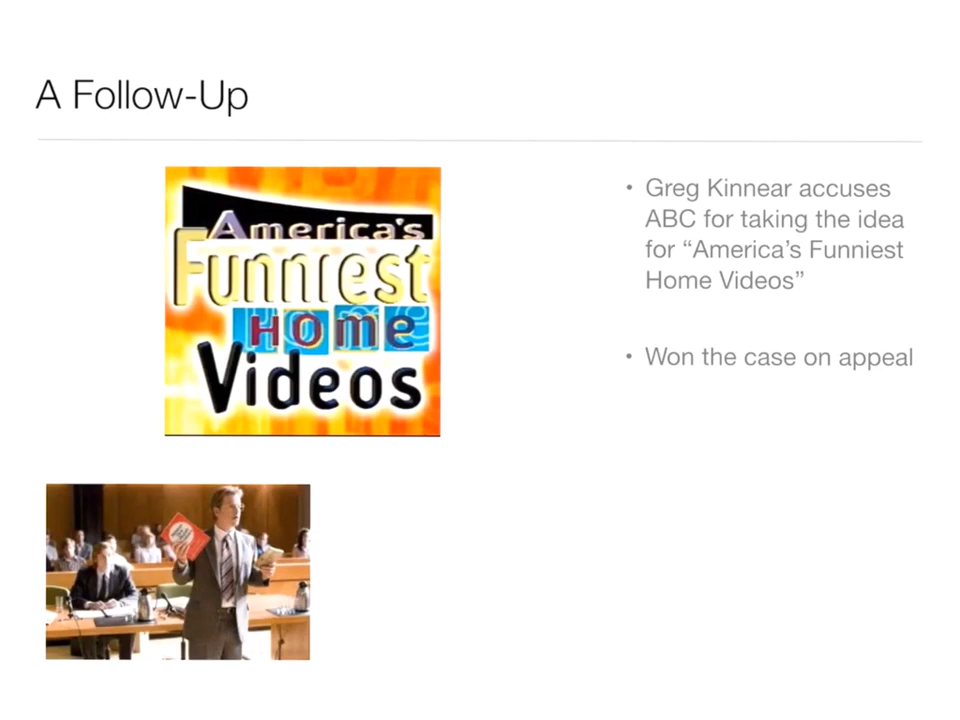 A Follow-Up
America's
Funniest
HOme
Videos
• Greg Kinnear accuses
ABC for taking the idea
for “America’s Funniest
Home Videos”
• Won the case on appeal